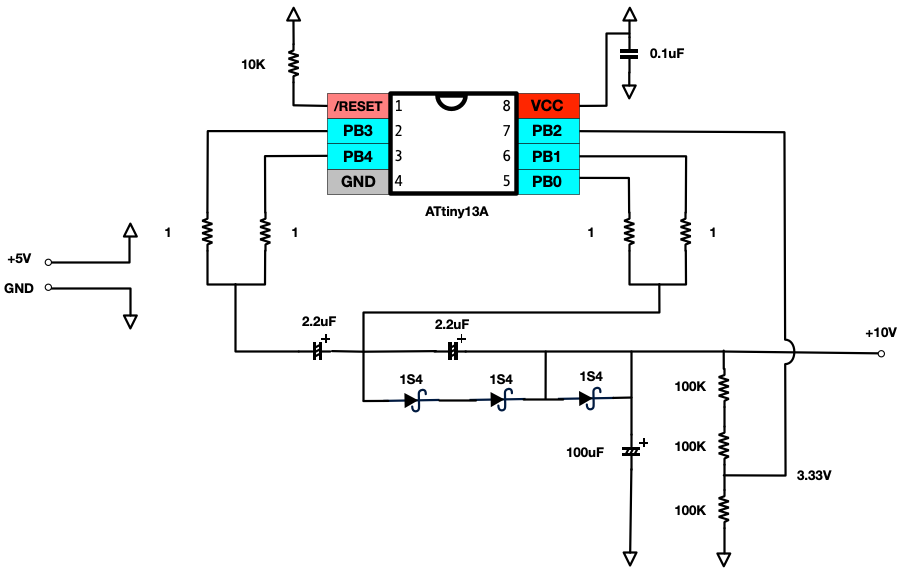 10K
0.1uF
/RESET 1 8 VCC
PB3 2 7 PB2
PB4 3 6 PB1
GND 4 5 PB0
ATtiny13A
1 1 1 1
+5V
GND
2.2uF + 2.2uF +
+10V
1S4 1S4 1S4
100K
100uF + 100K
3.33V
100K